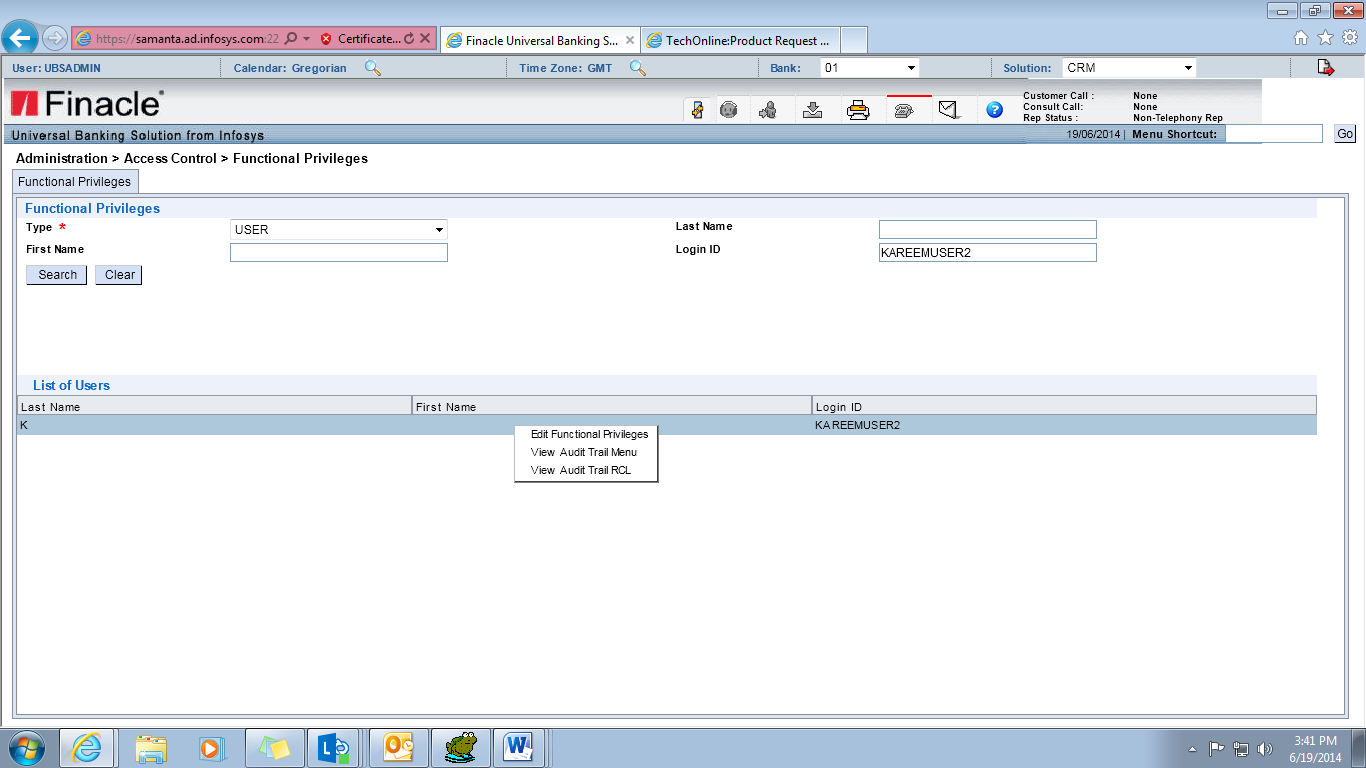 https://samanta.ad.infosys.com:22 Certificate... Finacle Universal Banking S... TechOnline:Product Request ...
User: UBSADMIN Calendar: Gregorian Time Zone: GMT Bank: 01 Solution: CRM
Finacle
Customer Call : None
Consult Call: None
Rep Status : Non-Telephony Rep
Universal Banking Solution from Infosys 19/06/2014 | Menu Shortcut: Go
Administration > Access Control > Functional Privileges
Functional Privileges
Functional Privileges
Type * USER Last Name
First Name Login ID KAREEMUSER2
Search Clear
List of Users
Last Name First Name Login ID
K KAREEMUSER2
Edit Functional Privileges
View Audit Trail Menu
View Audit Trail RCL
3:41 PM
6/19/2014